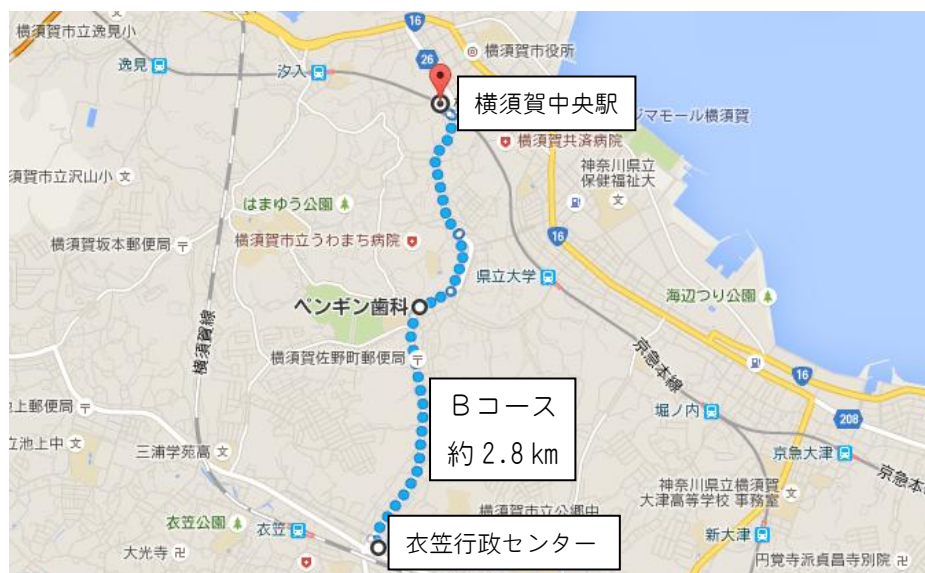 横須賀市立逸見小
16
26
横須賀市役所
逸見
汐入
横須賀中央駅
ジマモール横須賀
横須賀共済病院
神奈川県立
保健福祉大
須賀市立沢山小
はまゆう公園
横須賀坂本郵便局
横須賀市立うわまち病院
16
県立大学
海辺つり公園
ペンギン歯科
横須賀線
横須賀佐野町郵便局
京急本線
16
Bコース
約2.8km
上郵便局
堀ノ内
208
立池上中
三浦学苑高
京急大津
京急本
神奈川県立横須賀
大津高等学校 事務室
横須賀市立公郷中
衣笠公園
衣笠
衣笠行政センター
新大津
大光寺
円覚寺派貞昌寺別院